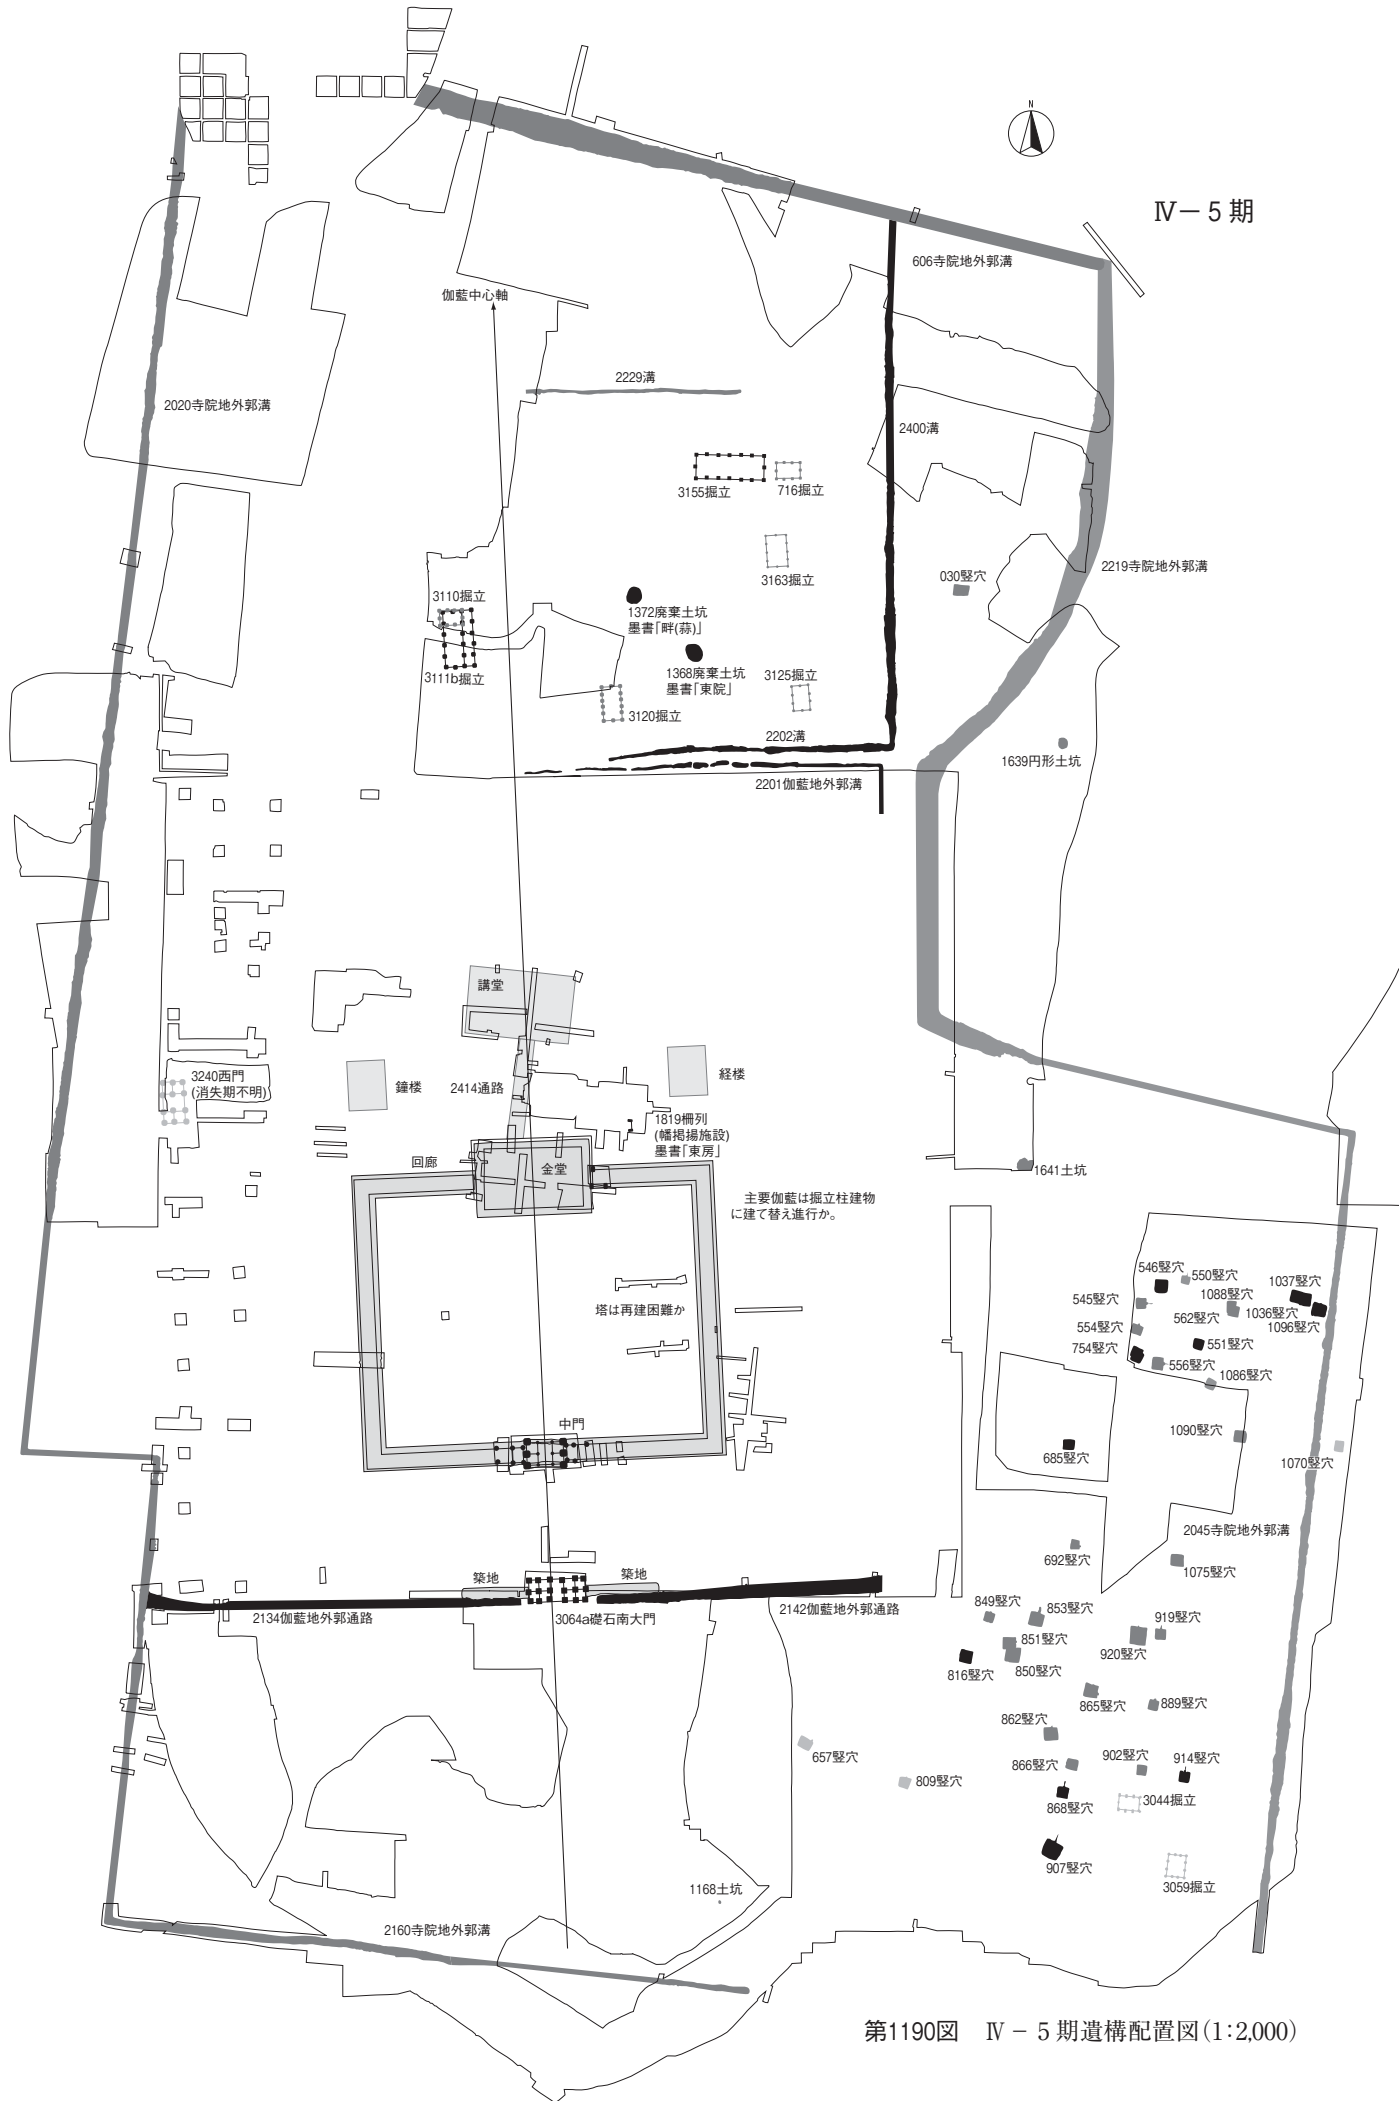 N
Ⅳ－5期
606寺院地外郭溝
伽藍中心軸
2229溝
2020寺院地外郭溝
2400溝
3155掘立
716掘立
3163掘立
2219寺院地外郭溝
030竪穴
3110掘立
1372廃棄土坑
墨書「畔(蒜)」
1368廃棄土坑
墨書「東院」
3111b掘立
3125掘立
3120掘立
2202溝
1639円形土坑
2201伽藍地外郭溝
講堂
3240西門
(消失期不明)
鐘楼
2414通路
経楼
1819柵列
(幡掲揚施設)
墨書「東房」
回廊
金堂
1641土坑
主要伽藍は掘立柱建物
に建て替え進行か。
546竪穴
550竪穴
1037竪穴
545竪穴
1088竪穴
562竪穴
1036竪穴
1096竪穴
塔は再建困難か
554竪穴
551竪穴
754竪穴
556竪穴
1086竪穴
中門
1090竪穴
685竪穴
1070竪穴
2045寺院地外郭溝
692竪穴
1075竪穴
築地
築地
2134伽藍地外郭通路
3064a礎石南大門
2142伽藍地外郭通路
849竪穴
853竪穴
919竪穴
851竪穴
920竪穴
816竪穴
850竪穴
865竪穴
889竪穴
862竪穴
657竪穴
866竪穴
902竪穴
914竪穴
809竪穴
868竪穴
3044掘立
907竪穴
3059掘立
1168土坑
2160寺院地外郭溝
第1190図　Ⅳ－5期遺構配置図(1:2,000)